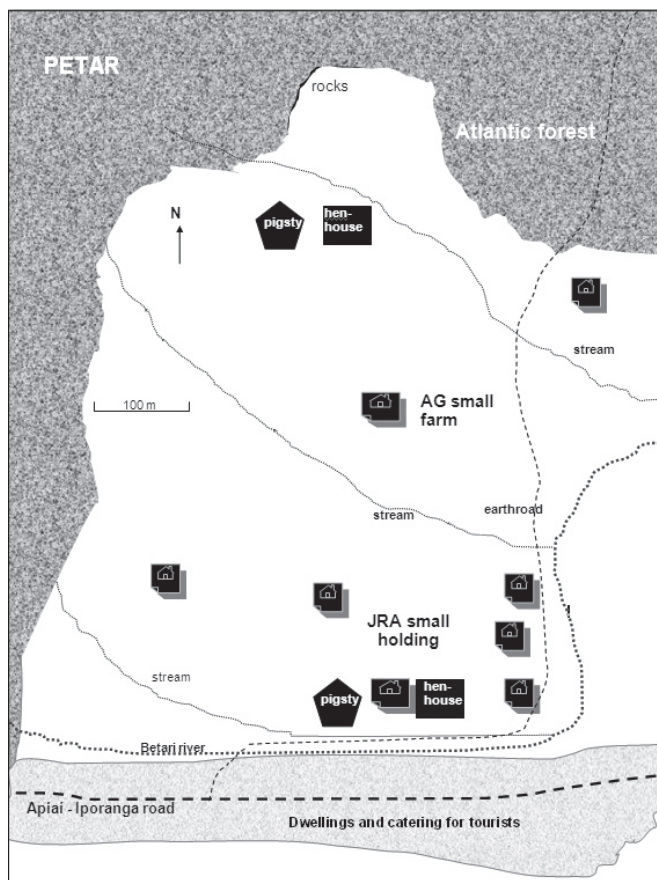 PETAR
rocks
Atlantic forest
N
pigsty
hen-
house
stream
100 m
AG small
farm
stream
earthroad
JRA small
holding
stream
pigsty
hen-
house
Betari river
Apiai - Iporanga road
Dwellings and catering for tourists